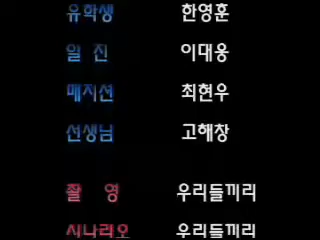 유학생 한영훈
일 진 이대웅
매지션 최현우
선생님 고해창
촬 영 우리들끼리
시나리오 우리들끼리